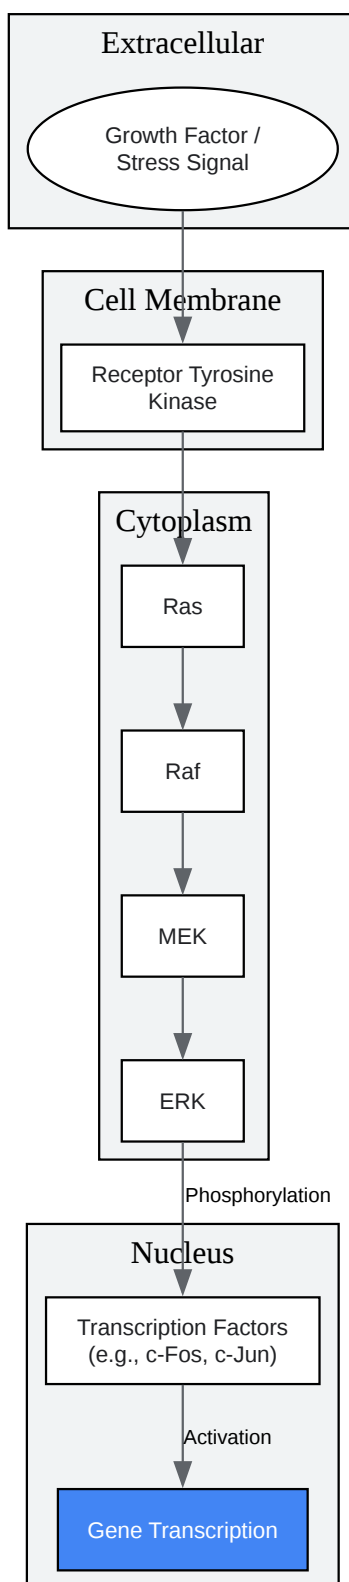 Extracellular
Growth Factor /
Stress Signal
Cell Membrane
Receptor Tyrosine
Kinase
Cytoplasm
Ras
Raf
MEK
ERK
Phosphorylation
Nucleus
Transcription Factors
(e.g., c-Fos, c-Jun)
Activation
Gene Transcription